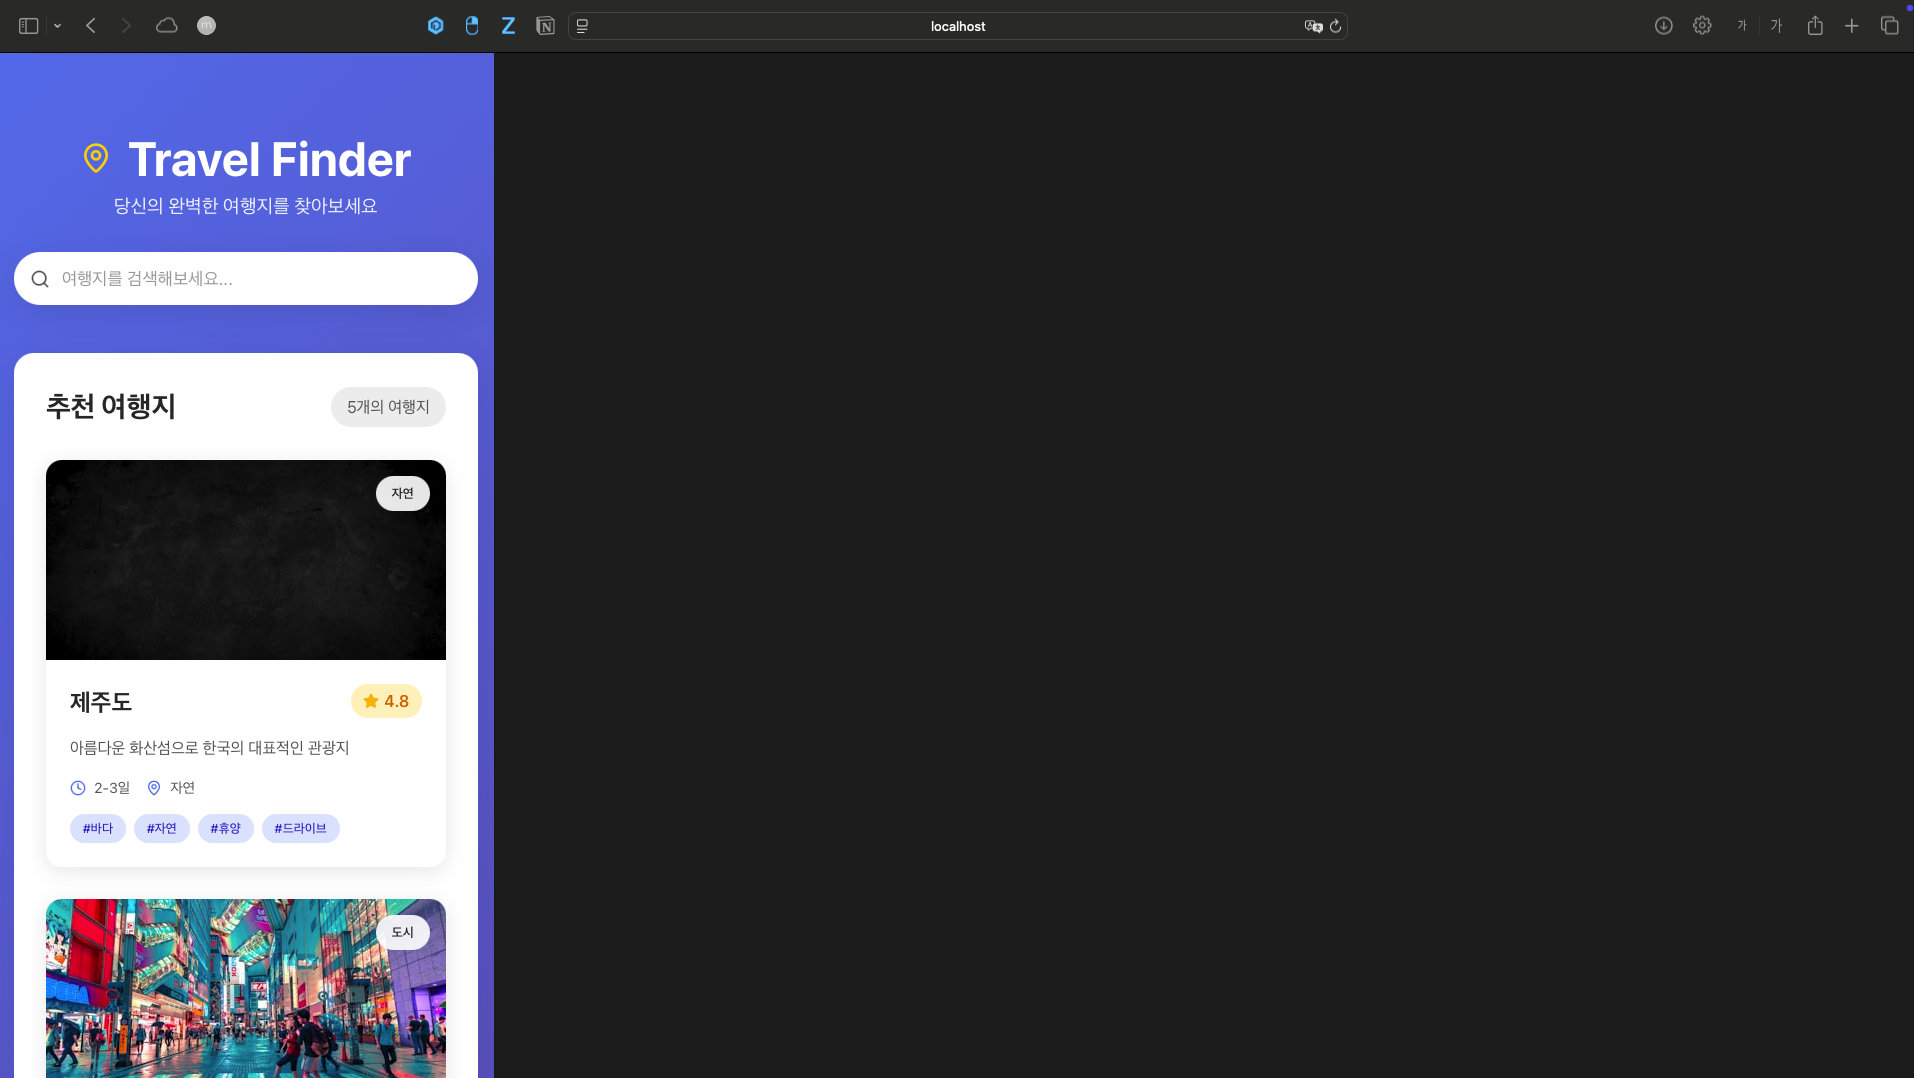 localhost
가
가
Travel Finder
당신의 완벽한 여행지를 찾아보세요
여행지를 검색해보세요...
추천 여행지
5개의 여행지
자연
제주도
4.8
아름다운 화산섬으로 한국의 대표적인 관광지
2-3일
자연
#바다
#자연
#휴양
#드라이브
도시
SEGA